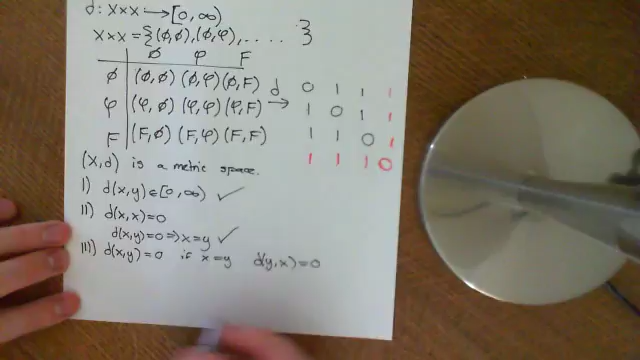 d: X×X → [0, ∞)
X×X = {(φ,φ),(φ,φ), ..... }
φ φ F
φ (φ,φ) (φ,φ) (φ,F) d 0 1 1 1
φ (φ,φ) (φ,φ) (φ,F) → 1 0 1 1
F (F,φ) (F,φ) (F,F) 1 1 0 1
(X,d) is a metric space. 1 1 1 0
I) d(x,y) ∈ [0, ∞) ✓
II) d(x,x)=0
d(x,y)=0 ⇒ x=y ✓
III) d(x,y)=0 if x=y d(y,x)=0